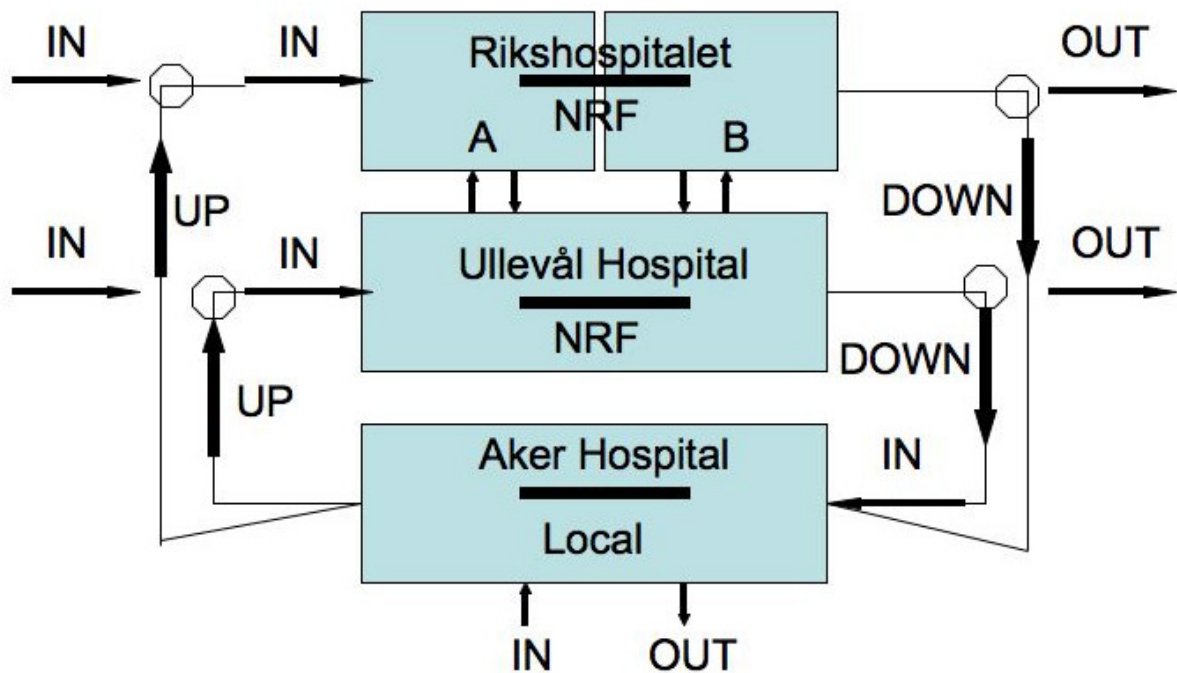 IN
IN
Rikshospitalet
OUT
NRF
A
B
UP
DOWN
IN
IN
Ullevål Hospital
OUT
NRF
DOWN
UP
Aker Hospital
IN
Local
IN
OUT